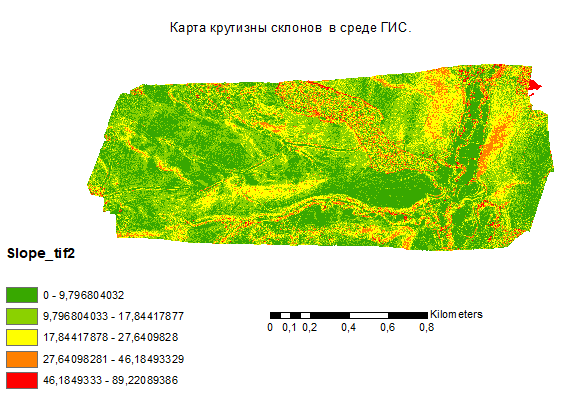 Карта крутизны склонов в среде ГИС.
Slope_tif2
0 - 9,796804032
9,796804033 - 17,84417877
17,84417878 - 27,6409828
27,64098281 - 46,18493329
46,1849333 - 89,22089386
Kilometers
0 0,1 0,2 0,4 0,6 0,8